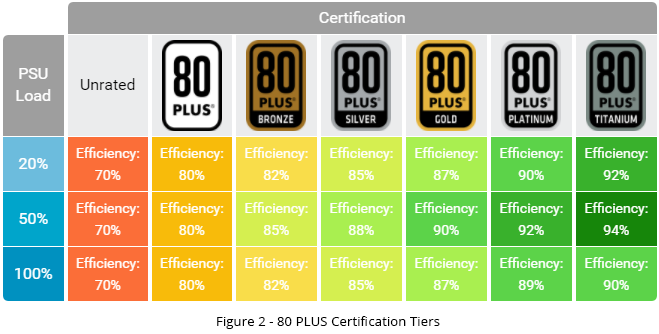 Certification
PSU
Load
Unrated
80
PLUS®
80
PLUS®
BRONZE
80
PLUS®
SILVER
80
PLUS®
GOLD
80
PLUS®
PLATINUM
80
PLUS®
TITANIUM
20%
Efficiency:
70%
Efficiency:
80%
Efficiency:
82%
Efficiency:
85%
Efficiency:
87%
Efficiency:
90%
Efficiency:
92%
50%
Efficiency:
70%
Efficiency:
80%
Efficiency:
85%
Efficiency:
88%
Efficiency:
90%
Efficiency:
92%
Efficiency:
94%
100%
Efficiency:
70%
Efficiency:
80%
Efficiency:
82%
Efficiency:
85%
Efficiency:
87%
Efficiency:
89%
Efficiency:
90%
Figure 2 - 80 PLUS Certification Tiers